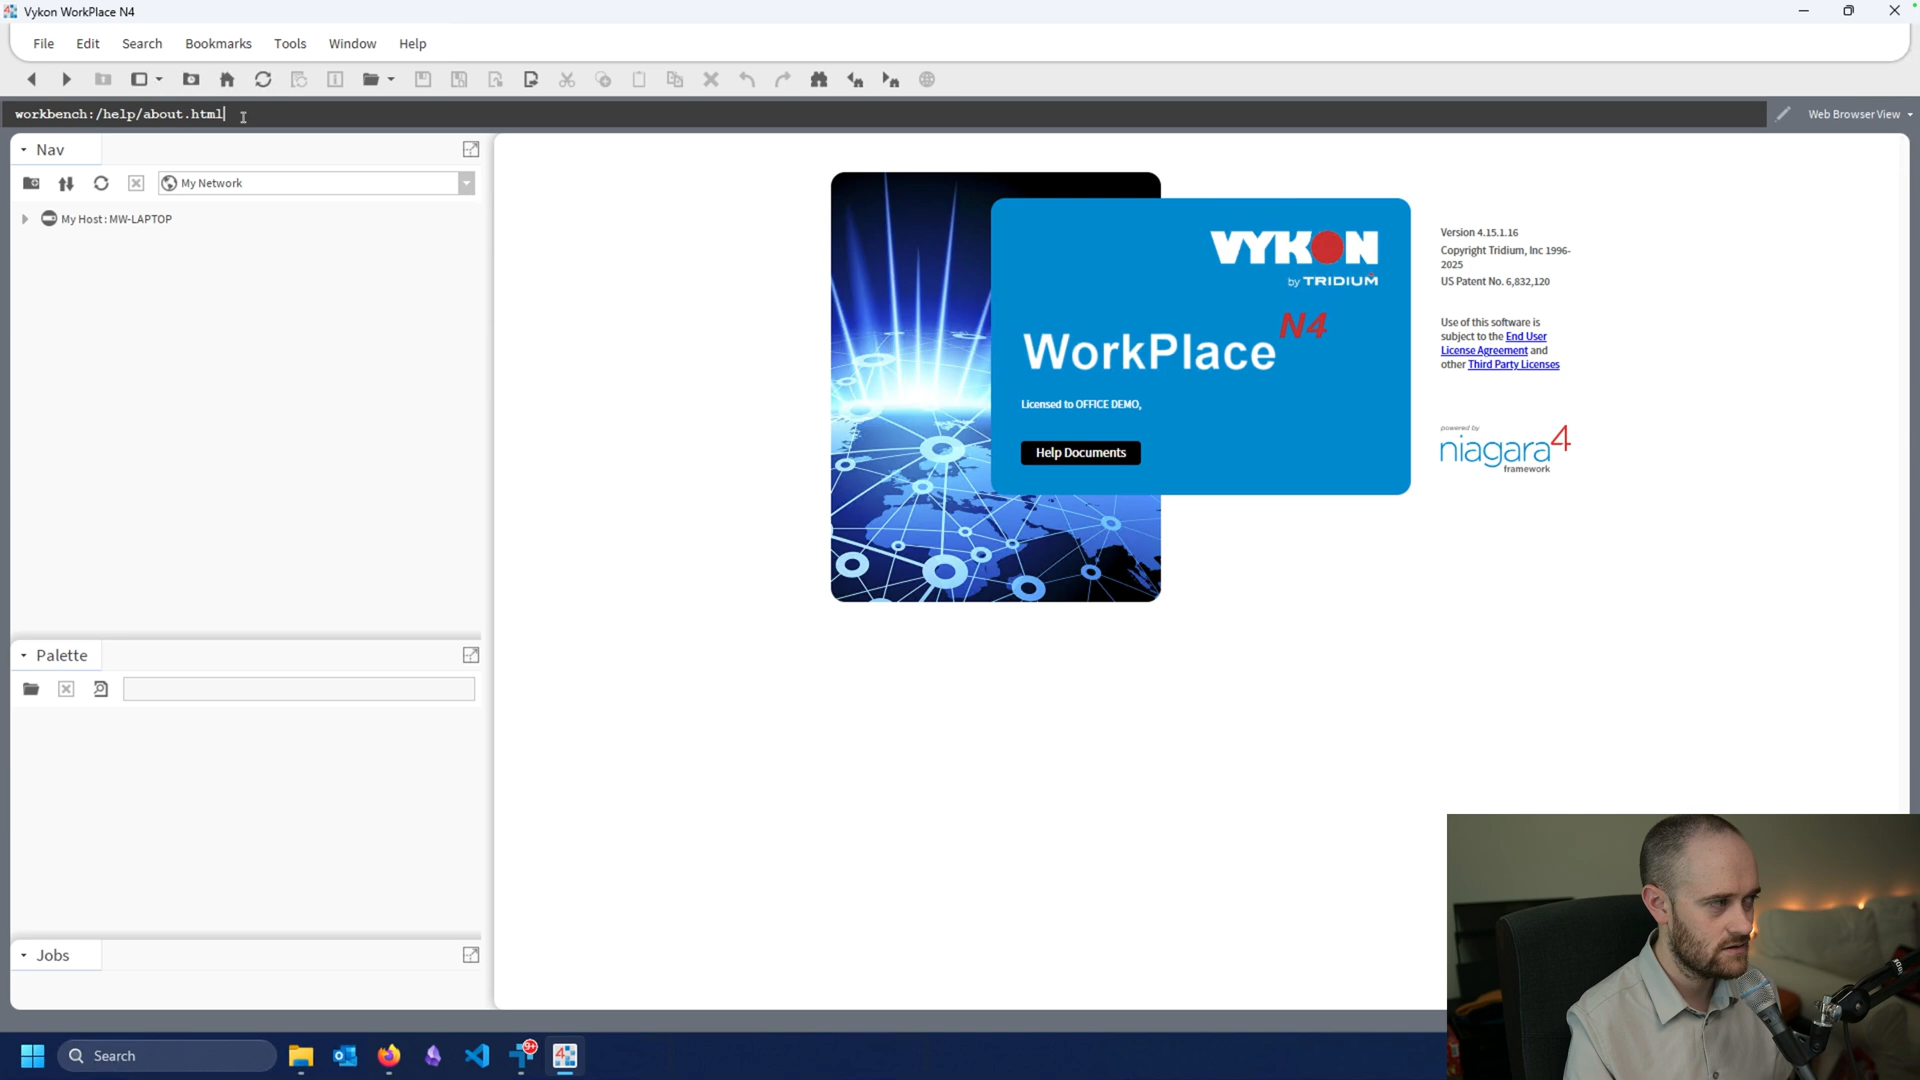 Vykon WorkPlace N4
File Edit Search Bookmarks Tools Window Help
workbench:/help/about.html
Web Browser View
Nav
My Network
My Host : MW-LAPTOP
VYKON
by TRIDIUM
N4
WorkPlace
Licensed to OFFICE DEMO,
Help Documents
Version 4.15.1.16
Copyright Tridium, Inc 1996-
2025
US Patent No. 6,832,120
Use of this software is
subject to the End User
License Agreement and
other Third Party Licenses
powered by
niagara4
framework
Palette
Jobs
Search
9+
4